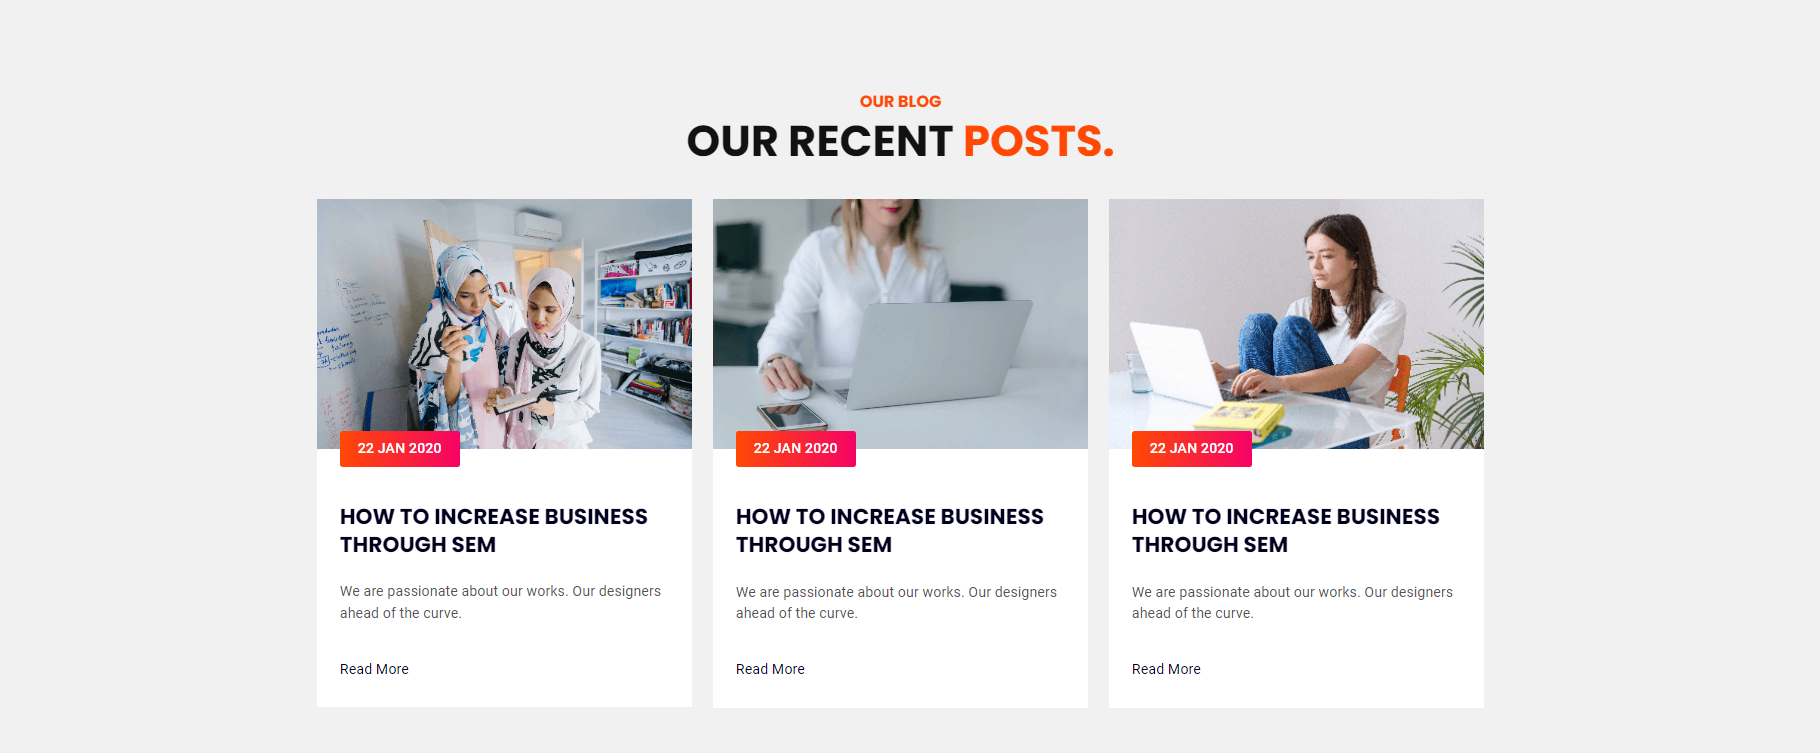 OUR BLOG
OUR RECENT POSTS.
22 JAN 2020
HOW TO INCREASE BUSINESS
THROUGH SEM
We are passionate about our works. Our designers
ahead of the curve.
Read More
22 JAN 2020
HOW TO INCREASE BUSINESS
THROUGH SEM
We are passionate about our works. Our designers
ahead of the curve.
Read More
22 JAN 2020
HOW TO INCREASE BUSINESS
THROUGH SEM
We are passionate about our works. Our designers
ahead of the curve.
Read More